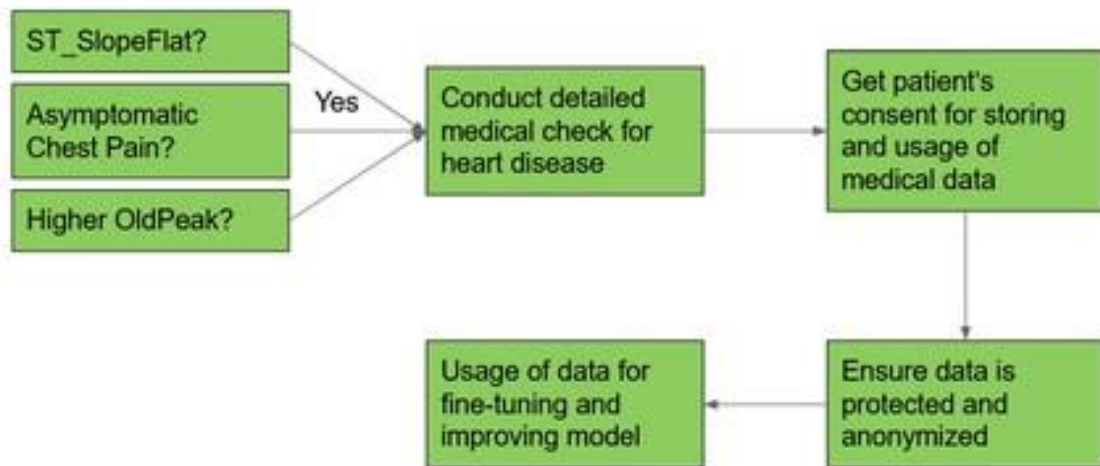 ST_SlopeFlat?
Asymptomatic
Chest Pain?
Higher OldPeak?
Yes
Conduct detailed
medical check for
heart disease
Get patient's
consent for storing
and usage of
medical data
Ensure data is
protected and
anonymized
Usage of data for
fine-tuning and
improving model